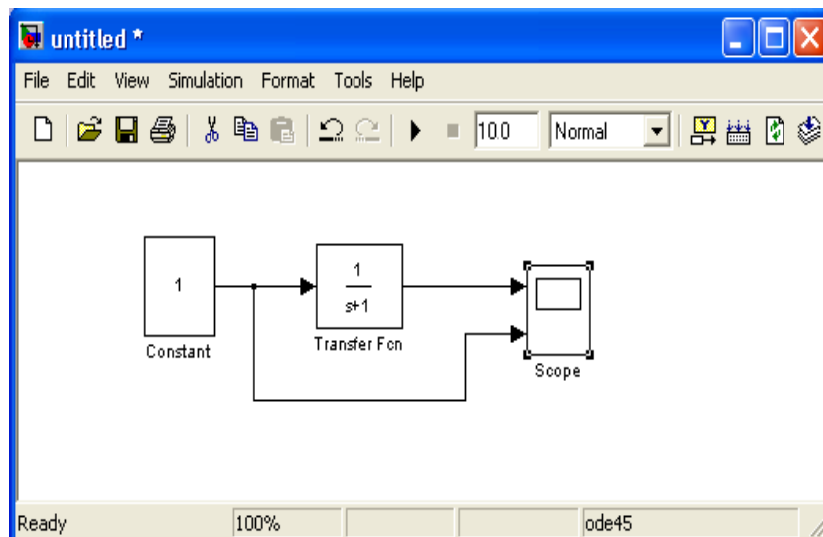 untitled *
File Edit View Simulation Format Tools Help
10.0 Normal
1
Constant
1
s+1
Transfer Fcn
Scope
Ready 100% ode45